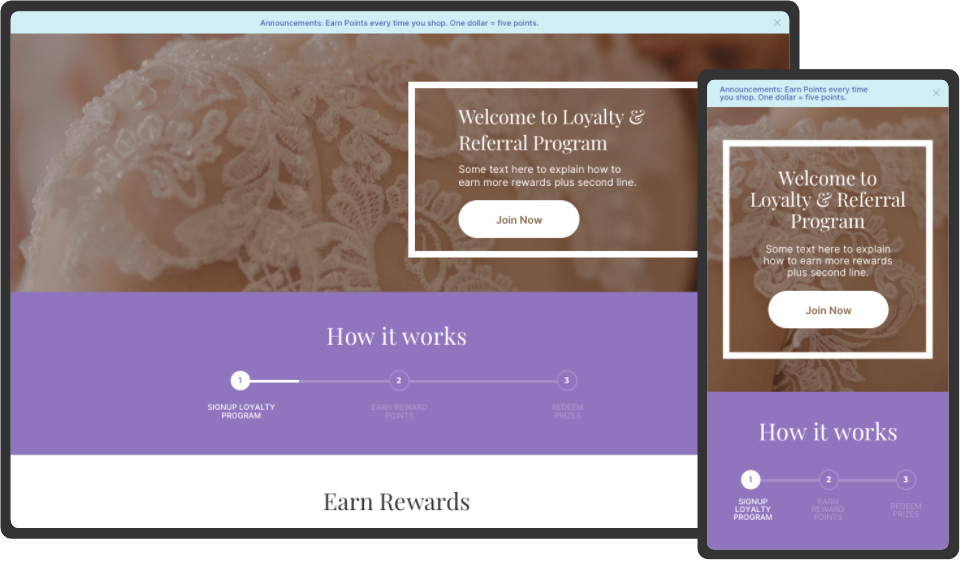 Announcements: Earn Points every time you shop. One dollar = five points.
Welcome to Loyalty &
Referral Program
Some text here to explain how to
earn more rewards plus second line.
Join Now
How it works
1
2
3
SIGNUP LOYALTY
PROGRAM
EARN REWARD
POINTS
REDEEM
PRIZES
Earn Rewards
Announcements: Earn Points every time
you shop. One dollar = five points.
Welcome to
Loyalty & Referral
Program
Some text here to explain
how to earn more rewards
plus second line.
Join Now
How it works
1
2
3
SIGNUP
LOYALTY
PROGRAM
EARN
REWARD
POINTS
REDEEM
PRIZES